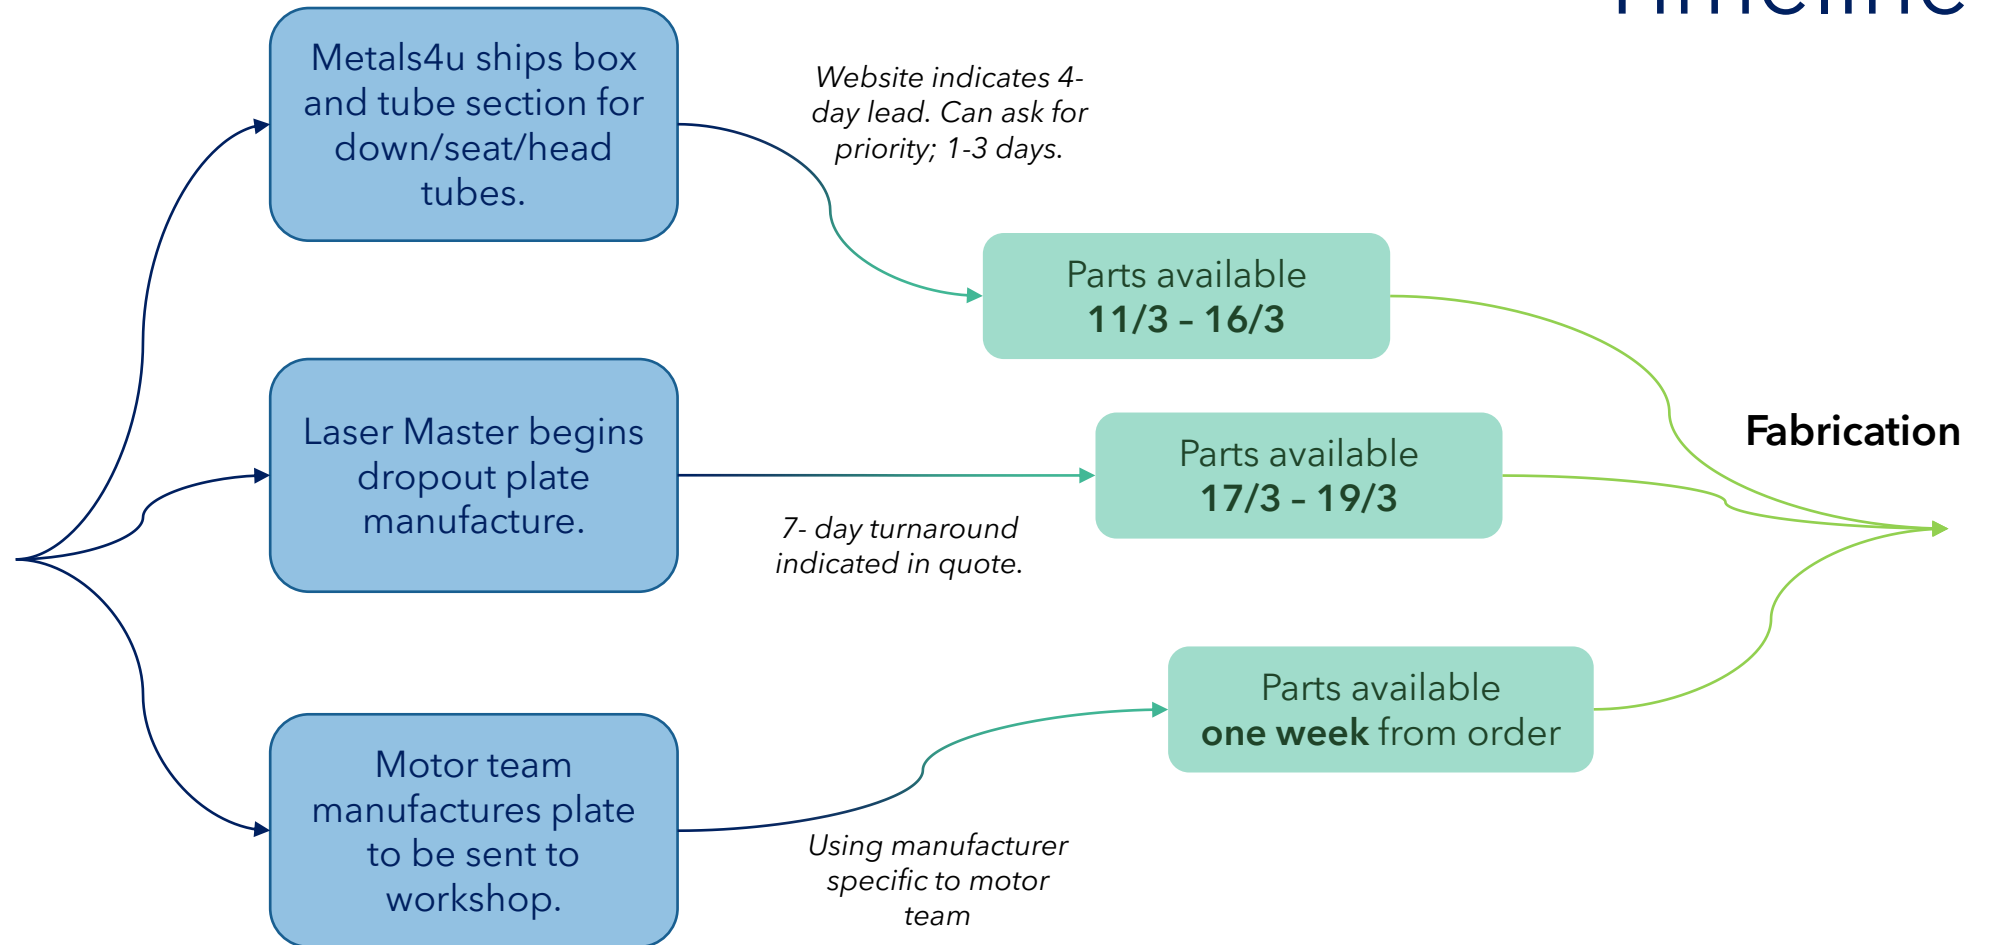 Timeline
Metals4u ships box
and tube section for
down/seat/head
tubes.
Website indicates 4-
day lead. Can ask for
priority; 1-3 days.
Parts available
11/3 – 16/3
Laser Master begins
dropout plate
manufacture.
7- day turnaround
indicated in quote.
Parts available
17/3 – 19/3
Fabrication
Motor team
manufactures plate
to be sent to
workshop.
Using manufacturer
specific to motor
team
Parts available
one week from order